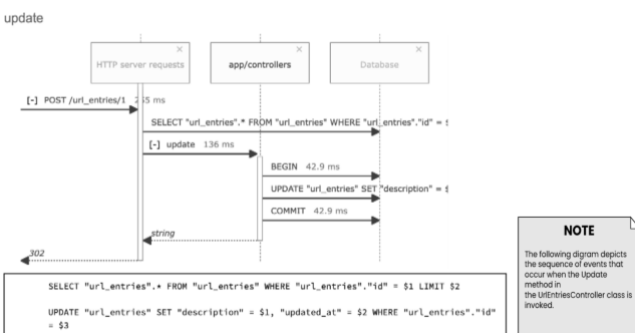 update
HTTP server requests
app/controllers
Database
[-] POST /url_entries/1 ms
SELECT "url_entries".* FROM "url_entries" WHERE "url_entries"."id" =
[-] update 136 ms
BEGIN 42.9 ms
UPDATE "url_entries" SET "description" =
COMMIT 42.9 ms
string
302
SELECT "url_entries".* FROM "url_entries" WHERE "url_entries"."id" = $1 LIMIT $2
UPDATE "url_entries" SET "description" = $1, "updated_at" = $2 WHERE "url_entries"."id"
= $3
NOTE
The following digram depicts
the sequence of events that
occur when the Update
method in
the UrlEntriesController class is
invoked.